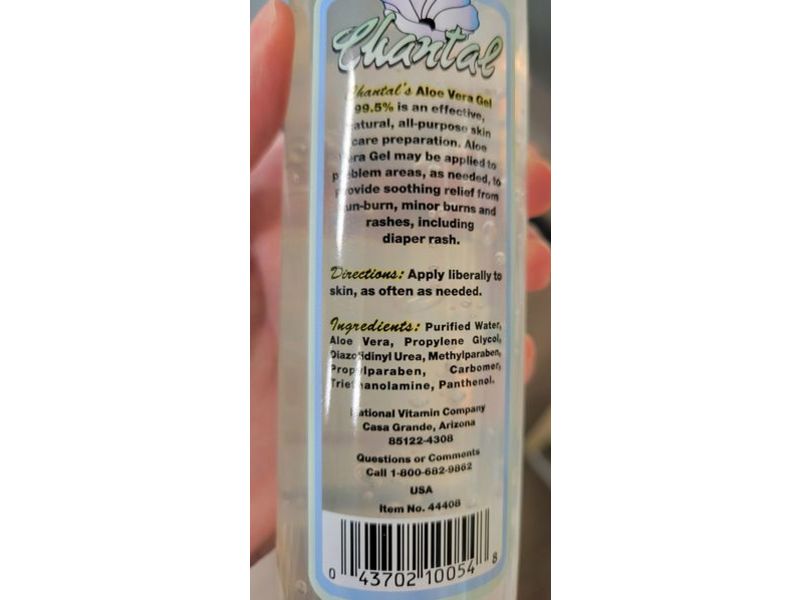 Chantal
Chantal's Aloe Vera Gel
99.5% is an effective,
natural, all-purpose skin
care preparation. Aloe
Vera Gel may be applied to
problem areas, as needed, to
provide soothing relief from
sun-burn, minor burns and
rashes, including
diaper rash.
Directions: Apply liberally to
skin, as often as needed.
Ingredients: Purified Water,
Aloe Vera, Propylene Glycol,
Diazolidinyl Urea, Methylparaben,
Propylparaben, Carbomer,
Triethanolamine, Panthenol.
National Vitamin Company
Casa Grande, Arizona
85122-4308
Questions or Comments
Call 1-800-682-9862
USA
Item No. 44408
0 43702 10054 8